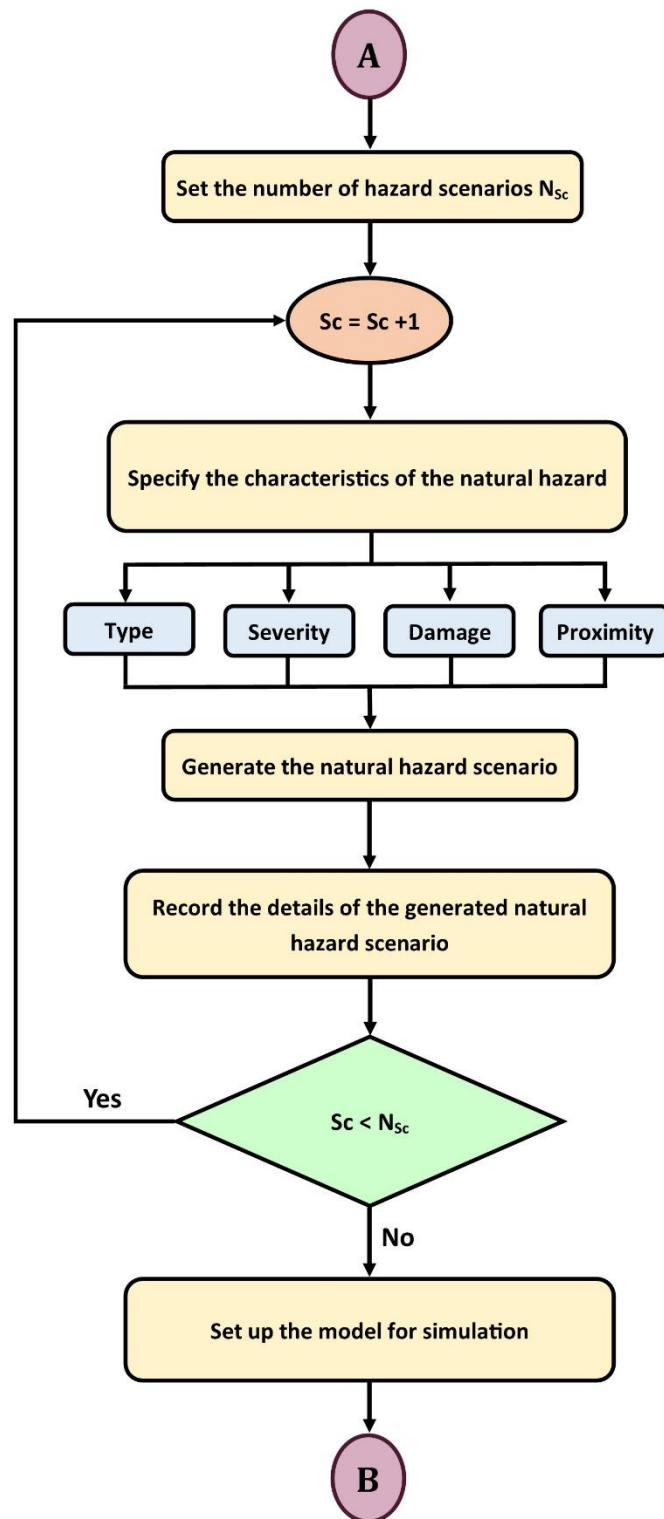 A
Set the number of hazard scenarios N_Sc
Sc = Sc +1
Specify the characteristics of the natural hazard
Type
Severity
Damage
Proximity
Generate the natural hazard scenario
Record the details of the generated natural
hazard scenario
Yes
Sc < N_Sc
No
Set up the model for simulation
B